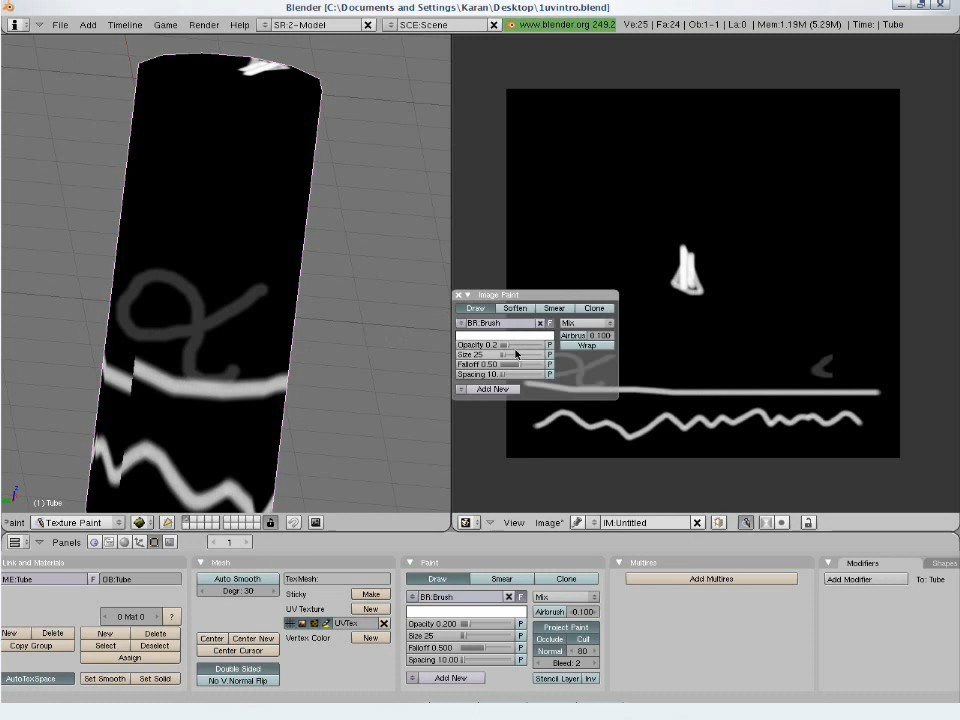 Blender [C:\Documents and Settings\Karan\Desktop\1uvintro.blend]
File Add Timeline Game Render Help SR:2-Model SCE:Scene www.blender.org 249.2 Ve:25 | Fa:24 | Ob:1-1 | La:0 | Mem:1.19M (5.29M) | Time: | Tube
Image Paint
Draw Soften Smear Clone
BR:Brush F Mix
Airbrus 0.100
Opacity 0.2 P Wrap
Size 25 P
Falloff 0.50 P
Spacing 10. P
Add New
(1) Tube
Paint Texture Paint View Image* IM:Untitled
Panels 1
Link and Materials Mesh Paint Multires Modifiers Shapes
ME:Tube F OB:Tube Auto Smooth TexMesh: Draw Smear Clone Add Multires Add Modifier To: Tube
Degr: 30 Sticky Make BR:Brush F Mix
UV Texture New Airbrush 0.100
0 Mat 0 ? UVTex Opacity 0.200 P Project Paint
New Delete New Delete Center Center New Vertex Color New Size 25 P Occlude Cull
Copy Group Select Deselect Center Cursor Falloff 0.500 P Normal 80
Assign Double Sided Spacing 10.00 P Bleed: 2
AutoTexSpace Set Smooth Set Solid No V.Normal Flip Add New Stencil Layer Inv